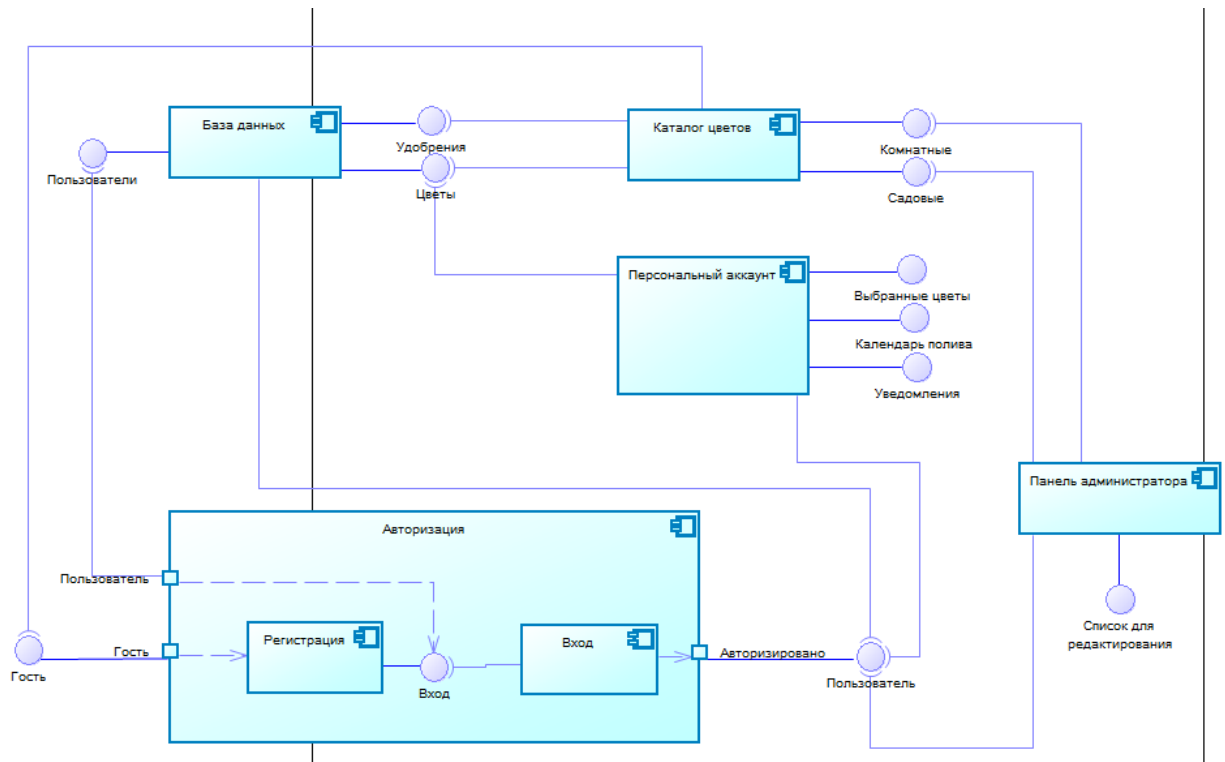 База данных
Каталог цветов
Удобрения
Комнатные
Пользователи
Цветы
Садовые
Персональный аккаунт
Выбранные цветы
Календарь полива
Уведомления
Панель администратора
Авторизация
Пользователь
Список для
редактирования
Регистрация
Вход
Гость
Авторизировано
Гость
Вход
Пользователь